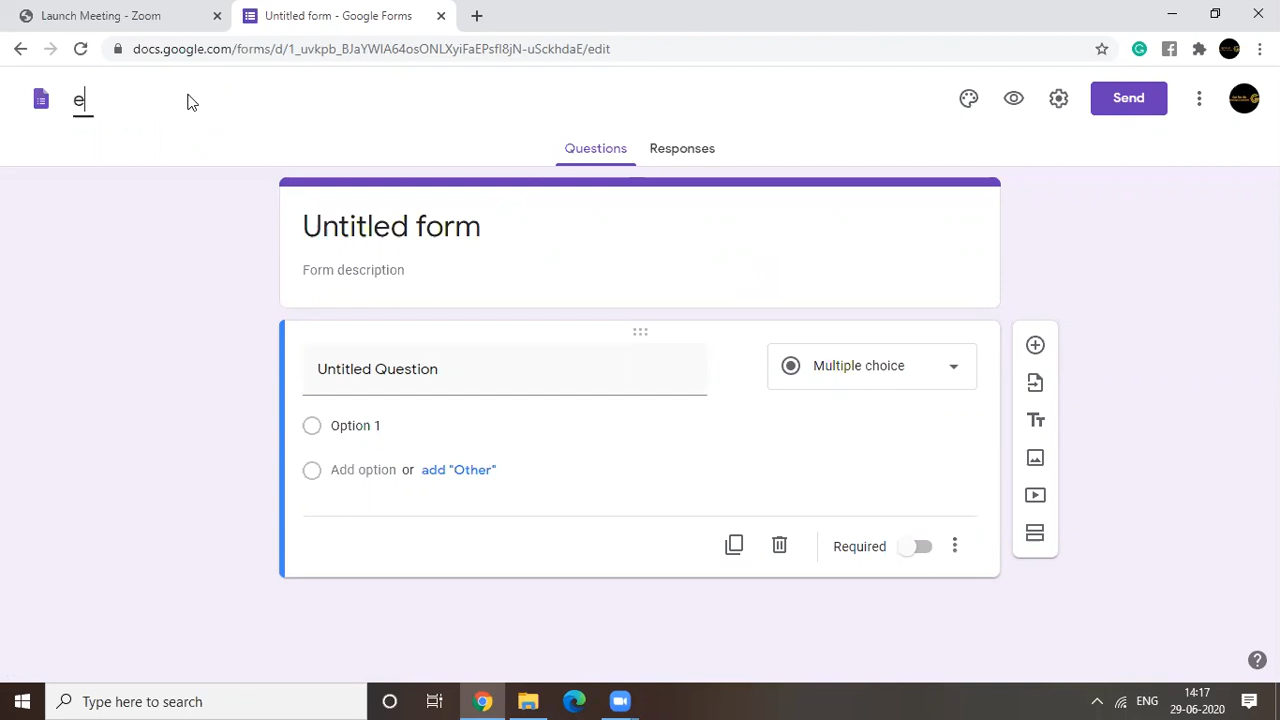 Launch Meeting - Zoom
Untitled form - Google Forms
docs.google.com/forms/d/1_uvkpb_BJaYWIA64osONLXyiFaEPsfI8jN-uSckhdaE/edit
e
Send
Questions
Responses
Untitled form
Form description
Untitled Question
Multiple choice
Option 1
Add option or add "Other"
Required
Type here to search
ENG
14:17
29-06-2020